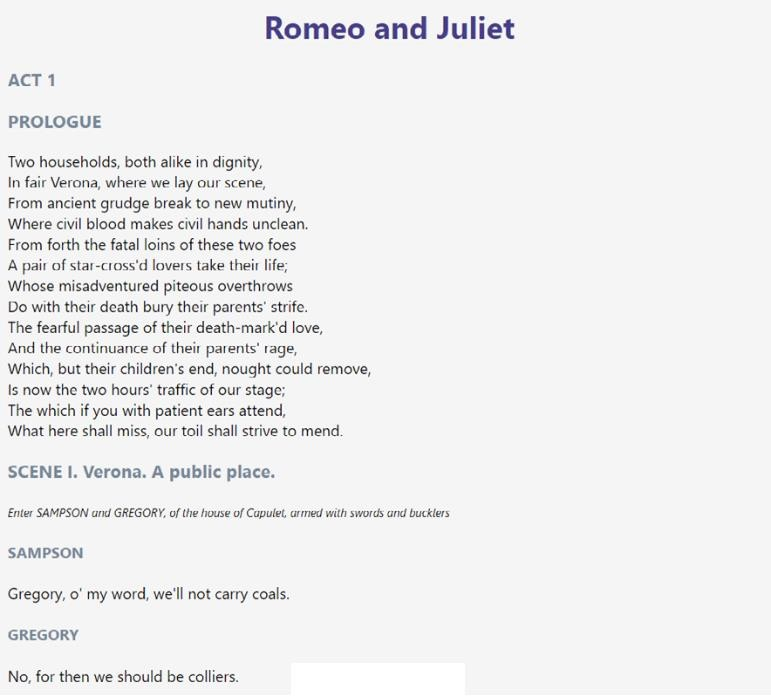 Romeo and Juliet
ACT 1
PROLOGUE
Two households, both alike in dignity,
In fair Verona, where we lay our scene,
From ancient grudge break to new mutiny,
Where civil blood makes civil hands unclean.
From forth the fatal loins of these two foes
A pair of star-cross'd lovers take their life;
Whose misadventured piteous overthrows
Do with their death bury their parents' strife.
The fearful passage of their death-mark'd love,
And the continuance of their parents' rage,
Which, but their children's end, nought could remove,
Is now the two hours' traffic of our stage;
The which if you with patient ears attend,
What here shall miss, our toil shall strive to mend.
SCENE I. Verona. A public place.
Enter SAMPSON and GREGORY, of the house of Capulet, armed with swords and bucklers
SAMPSON
Gregory, o' my word, we'll not carry coals.
GREGORY
No, for then we should be colliers.